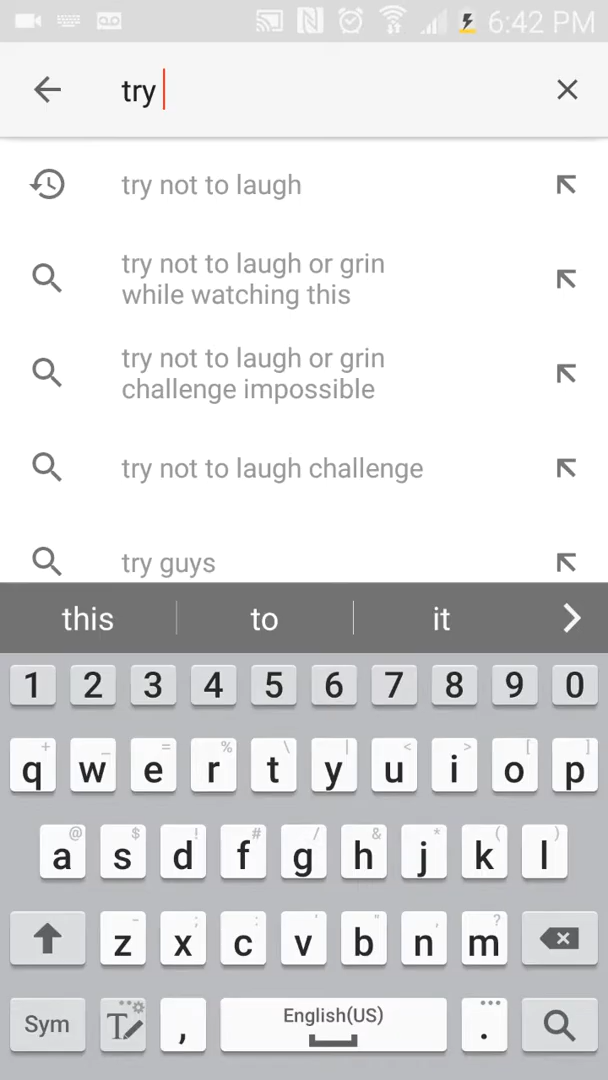 6:42 PM
try
try not to laugh
try not to laugh or grin
while watching this
try not to laugh or grin
challenge impossible
try not to laugh challenge
try guys
this to it
1 2 3 4 5 6 7 8 9 0
+ _ = % \ | < > [ ]
q w e r t y u i o p
@ $ ! # / & * ( )
a s d f g h j k l
- ; : ' " , ?
z x c v b n m
Sym T , English(US) .